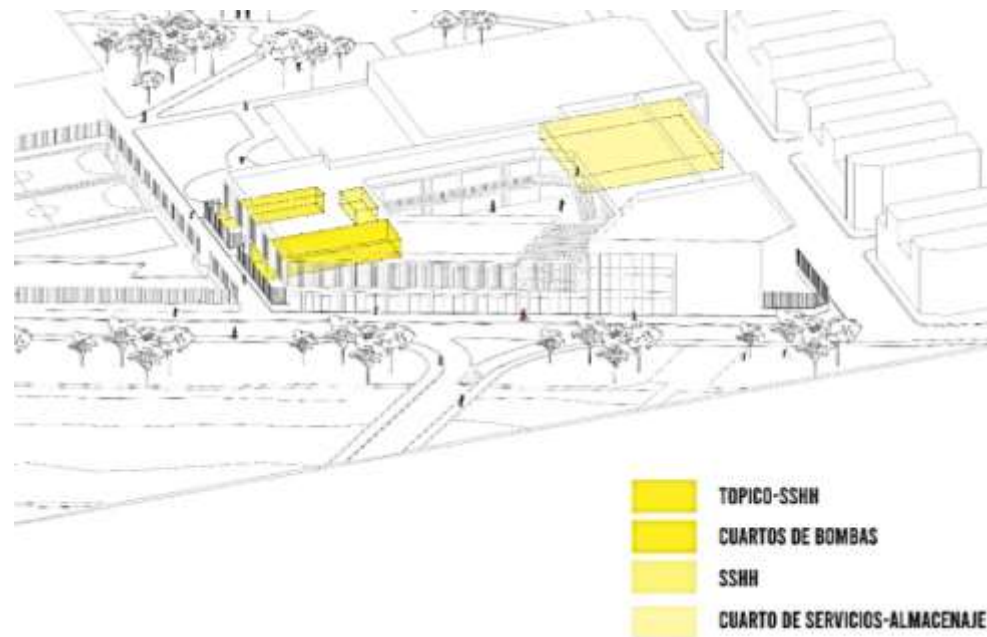 TOPICO-SSHH
CUARTOS DE BOMBAS
SSHH
CUARTO DE SERVICIOS-ALMACENAJE